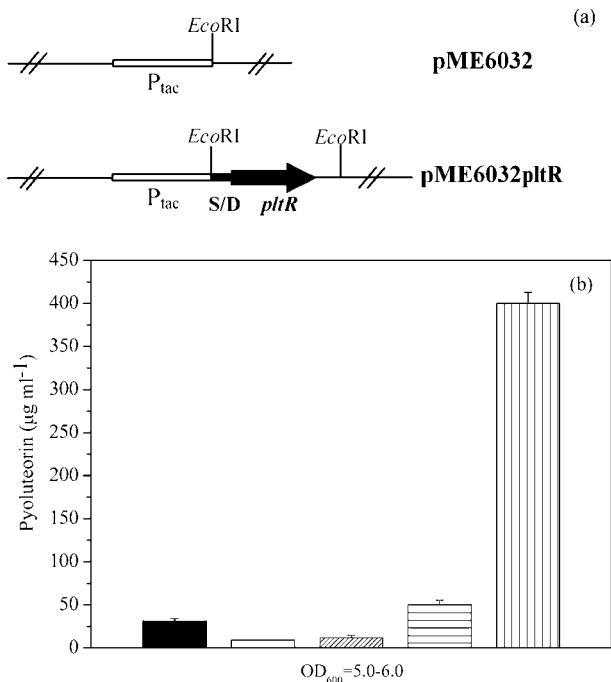 (a)
EcoRI
pME6032
Ptac
EcoRI
EcoRI
pME6032pltR
Ptac
S/D
pltR
(b)
Pyoluteorin (µg ml-1)
450
400
350
300
250
200
150
100
50
0
OD600=5.0-6.0